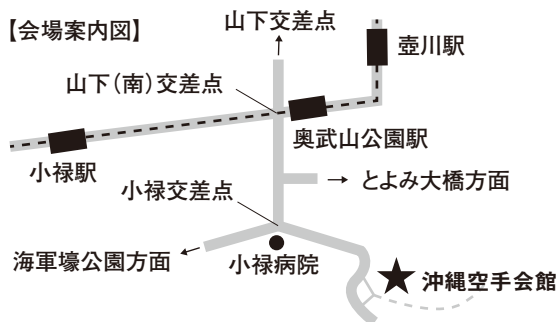 【会場案内図】
山下交差点
壺川駅
山下（南）交差点
奥武山公園駅
小禄駅
→ とよみ大橋方面
小禄交差点
海軍壕公園方面
小禄病院
★ 沖縄空手会館